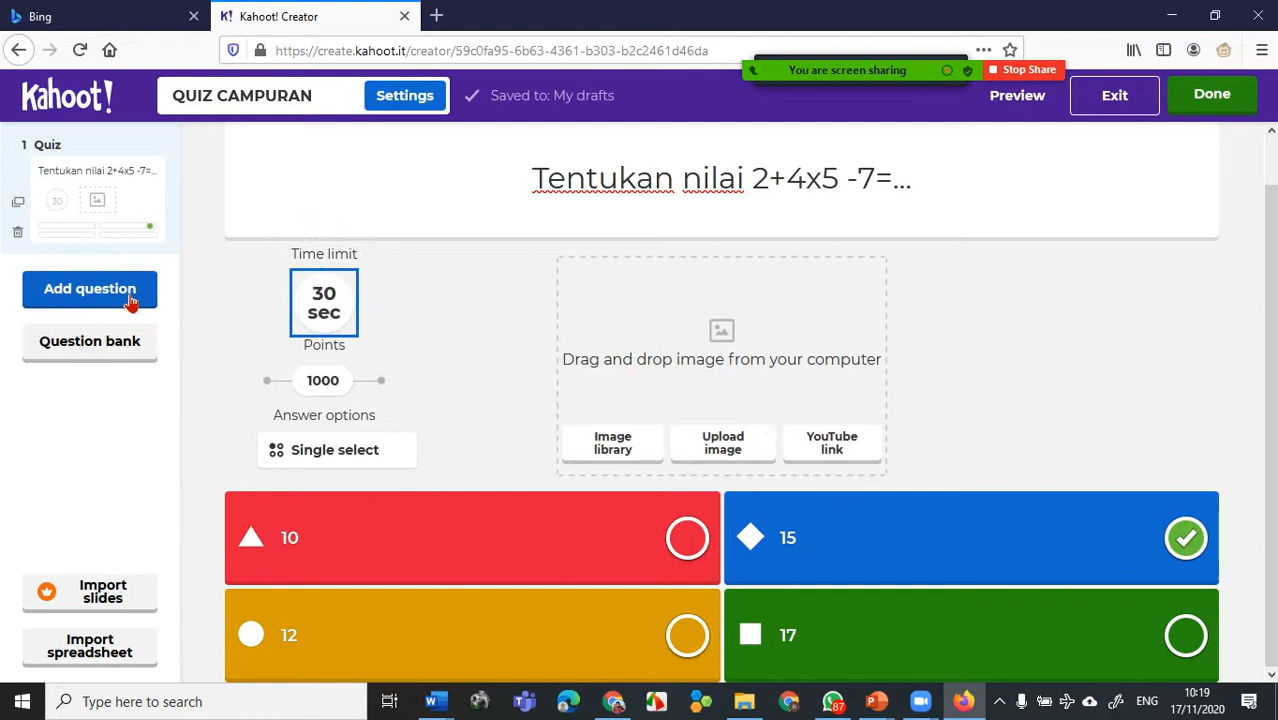 Bing
K! Kahoot! Creator
https://create.kahoot.it/creator/59c0fa95-6b63-4361-b303-b2c2461d46da
You are screen sharing
Stop Share
Kahoot!
QUIZ CAMPURAN
Settings
Saved to: My drafts
Preview
Exit
Done
1 Quiz
Tentukan nilai 2+4x5 -7=...
30
Add question
Question bank
Import
slides
Import
spreadsheet
Tentukan nilai 2+4x5 -7=...
Time limit
30
sec
Points
1000
Answer options
Single select
Drag and drop image from your computer
Image
library
Upload
image
YouTube
link
10
15
12
17
Type here to search
87
ENG
10:19
17/11/2020